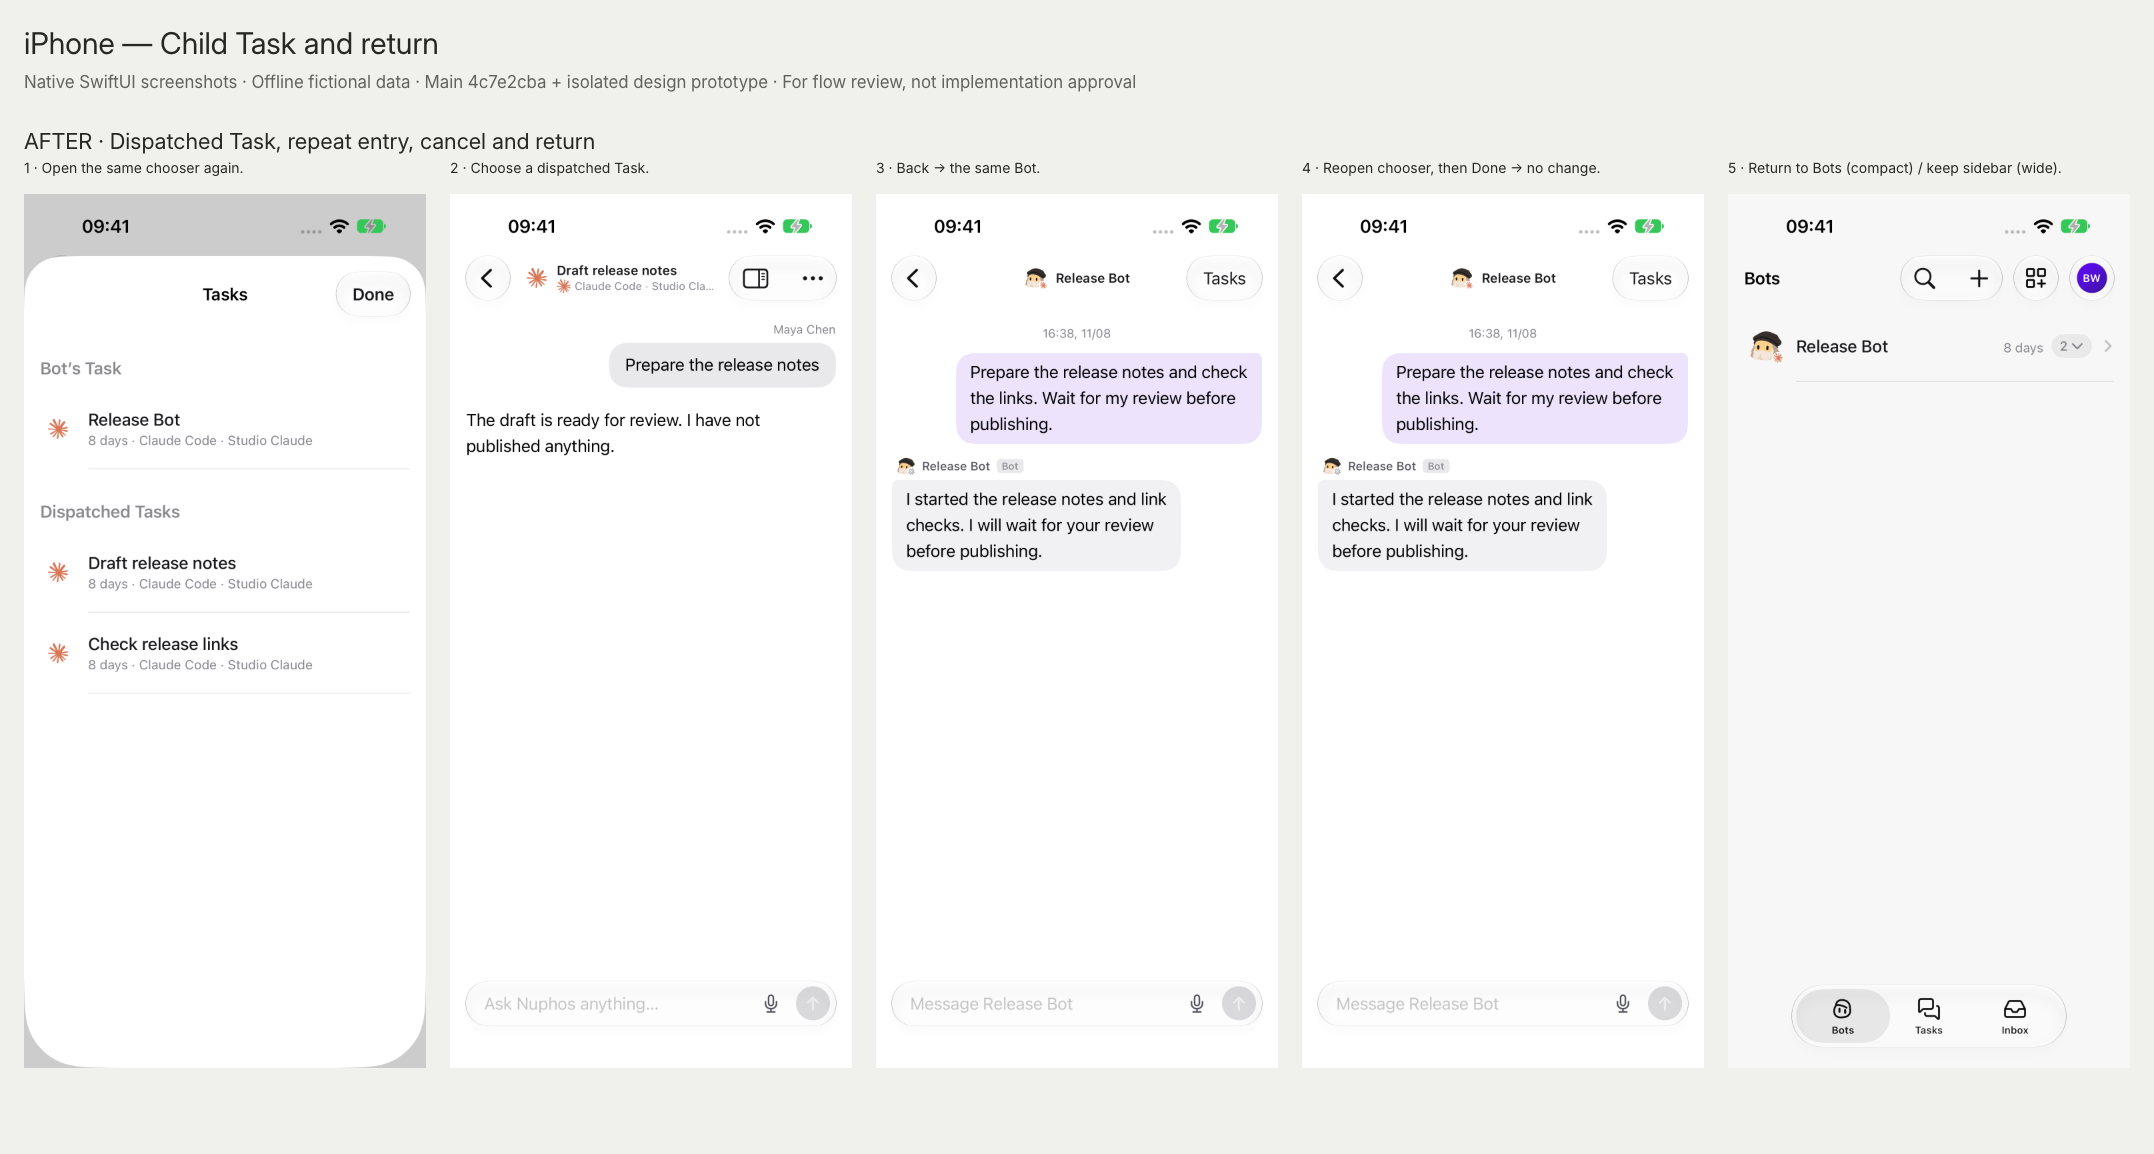 iPhone — Child Task and return
Native SwiftUI screenshots · Offline fictional data · Main 4c7e2cba + isolated design prototype · For flow review, not implementation approval
AFTER · Dispatched Task, repeat entry, cancel and return
1 · Open the same chooser again.
09:41
Tasks
Done
Bot's Task
Release Bot
8 days · Claude Code · Studio Claude
Dispatched Tasks
Draft release notes
8 days · Claude Code · Studio Claude
Check release links
8 days · Claude Code · Studio Claude
2 · Choose a dispatched Task.
09:41
Draft release notes
Claude Code · Studio Cla...
Maya Chen
Prepare the release notes
The draft is ready for review. I have not
published anything.
Ask Nuphos anything...
3 · Back → the same Bot.
09:41
Release Bot
Tasks
16:38, 11/08
Prepare the release notes and check
the links. Wait for my review before
publishing.
Release Bot Bot
I started the release notes and link
checks. I will wait for your review
before publishing.
Message Release Bot
4 · Reopen chooser, then Done → no change.
09:41
Release Bot
Tasks
16:38, 11/08
Prepare the release notes and check
the links. Wait for my review before
publishing.
Release Bot Bot
I started the release notes and link
checks. I will wait for your review
before publishing.
Message Release Bot
5 · Return to Bots (compact) / keep sidebar (wide).
09:41
Bots
BW
Release Bot
8 days
2
Bots
Tasks
Inbox